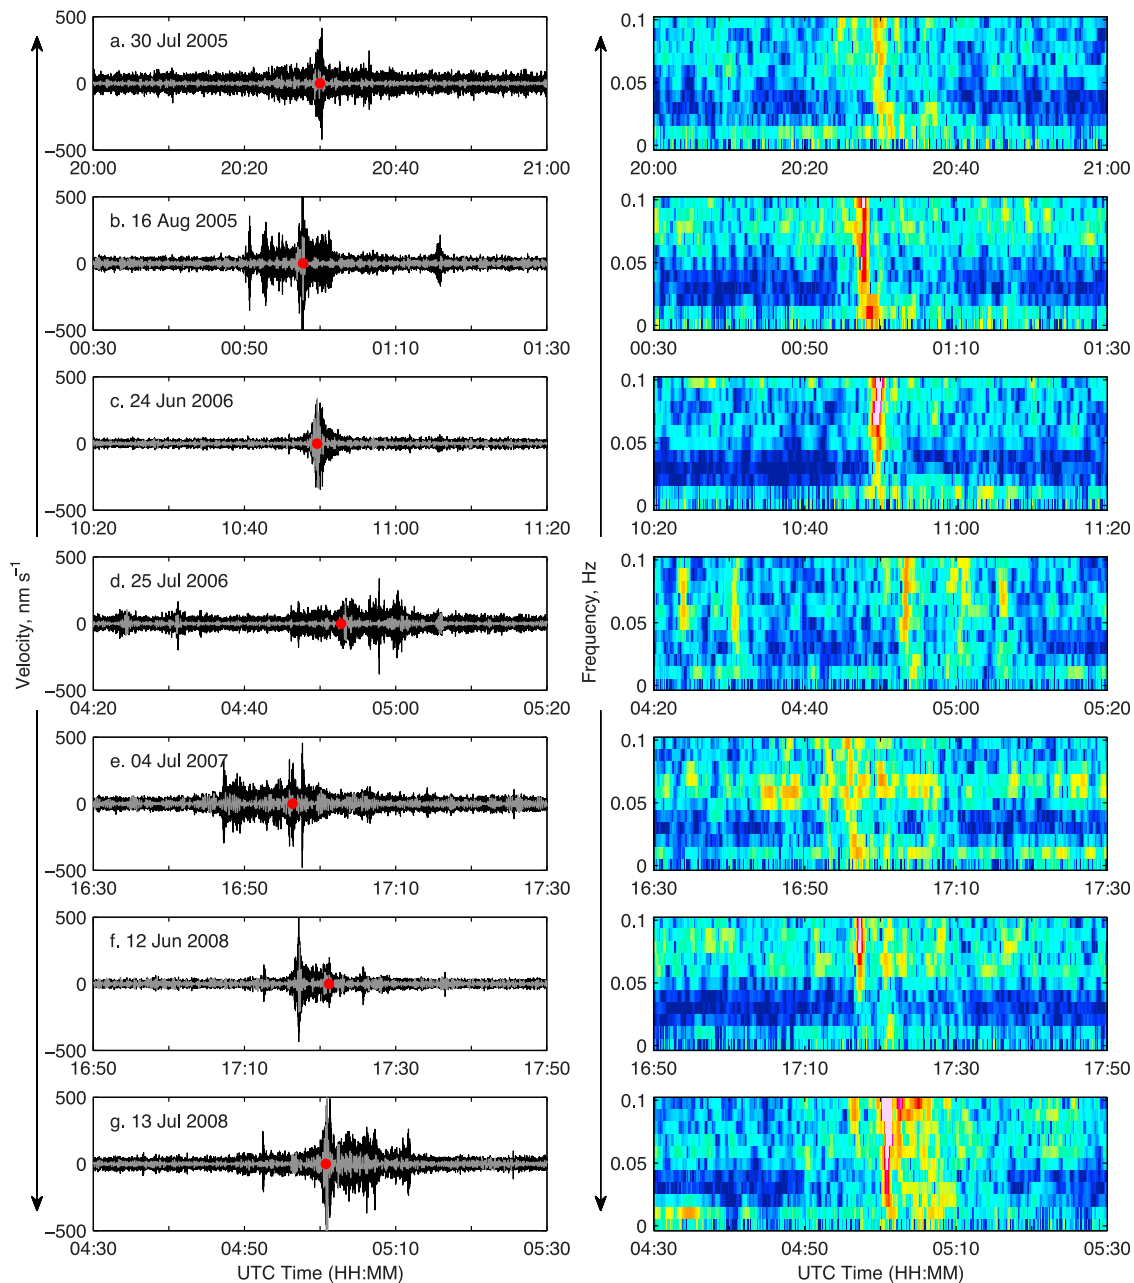 500
0
−500
a. 30 Jul 2005
20:00 20:20 20:40 21:00
0.1
0.05
0
20:00 20:20 20:40 21:00
500
0
−500
b. 16 Aug 2005
00:30 00:50 01:10 01:30
0.1
0.05
0
00:30 00:50 01:10 01:30
500
0
−500
c. 24 Jun 2006
10:20 10:40 11:00 11:20
0.1
0.05
0
10:20 10:40 11:00 11:20
Velocity, nm s⁻¹
Frequency, Hz
500
0
−500
d. 25 Jul 2006
04:20 04:40 05:00 05:20
0.1
0.05
0
04:20 04:40 05:00 05:20
500
0
−500
e. 04 Jul 2007
16:30 16:50 17:10 17:30
0.1
0.05
0
16:30 16:50 17:10 17:30
500
0
−500
f. 12 Jun 2008
16:50 17:10 17:30 17:50
0.1
0.05
0
16:50 17:10 17:30 17:50
500
0
−500
g. 13 Jul 2008
04:30 04:50 05:10 05:30
UTC Time (HH:MM)
0.1
0.05
0
04:30 04:50 05:10 05:30
UTC Time (HH:MM)